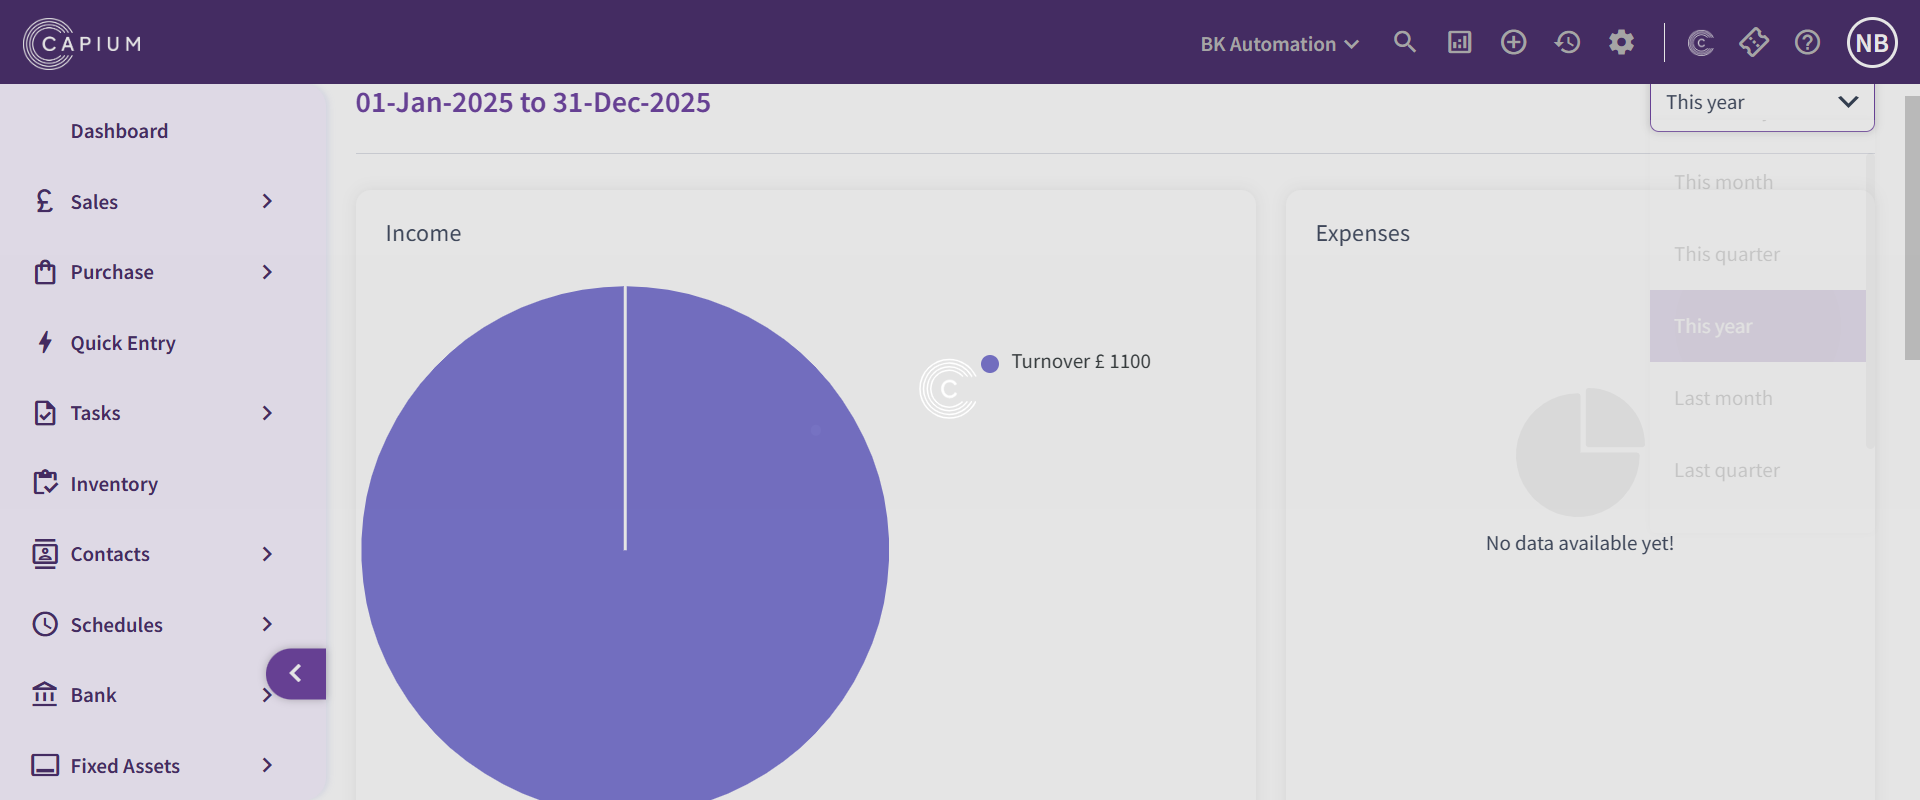 CAPIUM
BK Automation
NB
01-Jan-2025 to 31-Dec-2025
This year
Dashboard
Sales
Purchase
Quick Entry
Tasks
Inventory
Contacts
Schedules
Bank
Fixed Assets
Income
Turnover £ 1100
C
Expenses
No data available yet!
This month
This quarter
This year
Last month
Last quarter